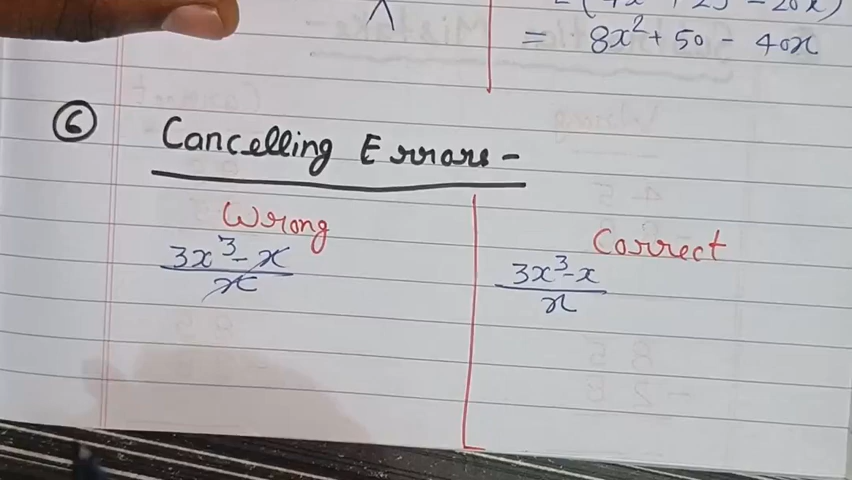 = 8x² + 50 - 40x
⑥ Cancelling Errors -
Wrong
3x³ - x
x
Correct
3x³ - x
x